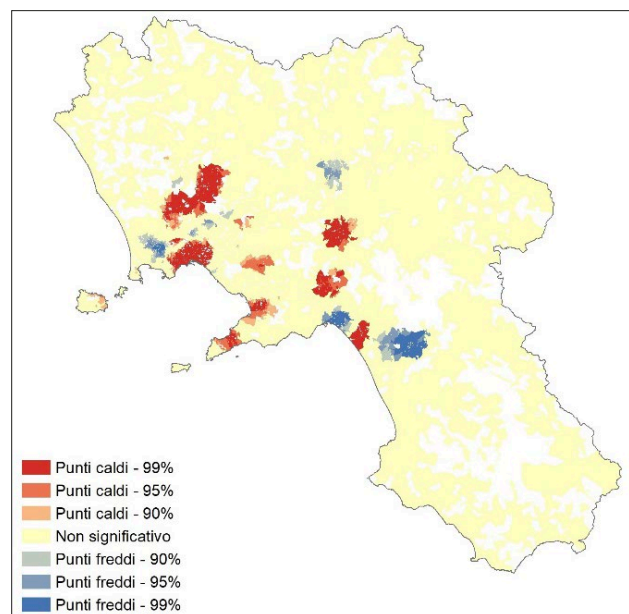 Punti caldi - 99%
Punti caldi - 95%
Punti caldi - 90%
Non significativo
Punti freddi - 90%
Punti freddi - 95%
Punti freddi - 99%